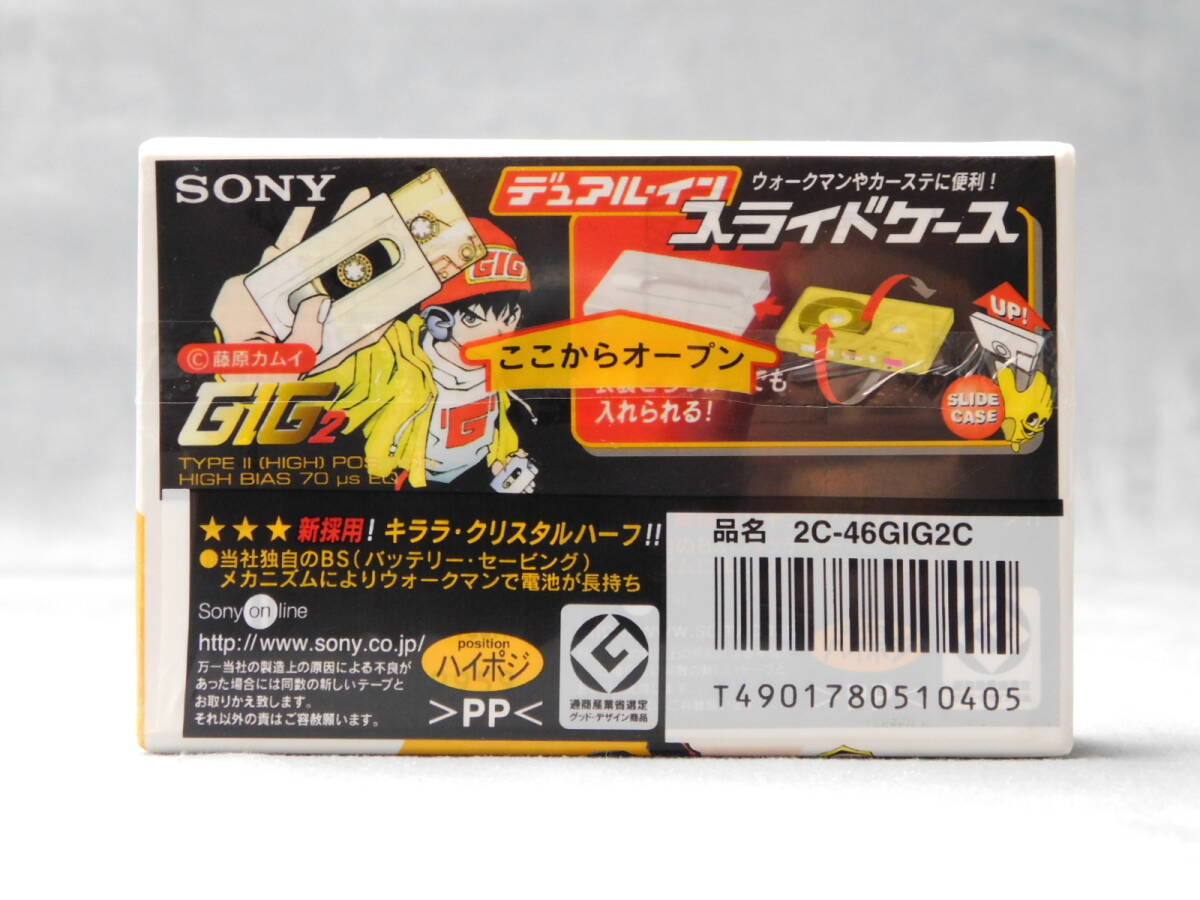 SONY
デュアル・イン
ウォークマンやカーステに便利!
スライドケース
GIG
UP!
ここからオープン
©藤原カムイ
でも
入れられる!
SLIDE
CASE
GIG2
G
TYPE II (HIGH) POS
HIGH BIAS 70 μs EQ
★★★新採用!キララ・クリスタルハーフ!!
●当社独自のBS(バッテリー・セービング)
メカニズムによりウォークマンで電池が長持ち
品名 2C-46GIG2C
Sony on line
http://www.sony.co.jp/
position
ハイポジ
万一当社の製造上の原因による不良が
あった場合には同数の新しいテープと
お取りかえ致します。
それ以外の責はご容赦願います。
>PP<
通商産業省選定
グッド・デザイン商品
T4901780510405